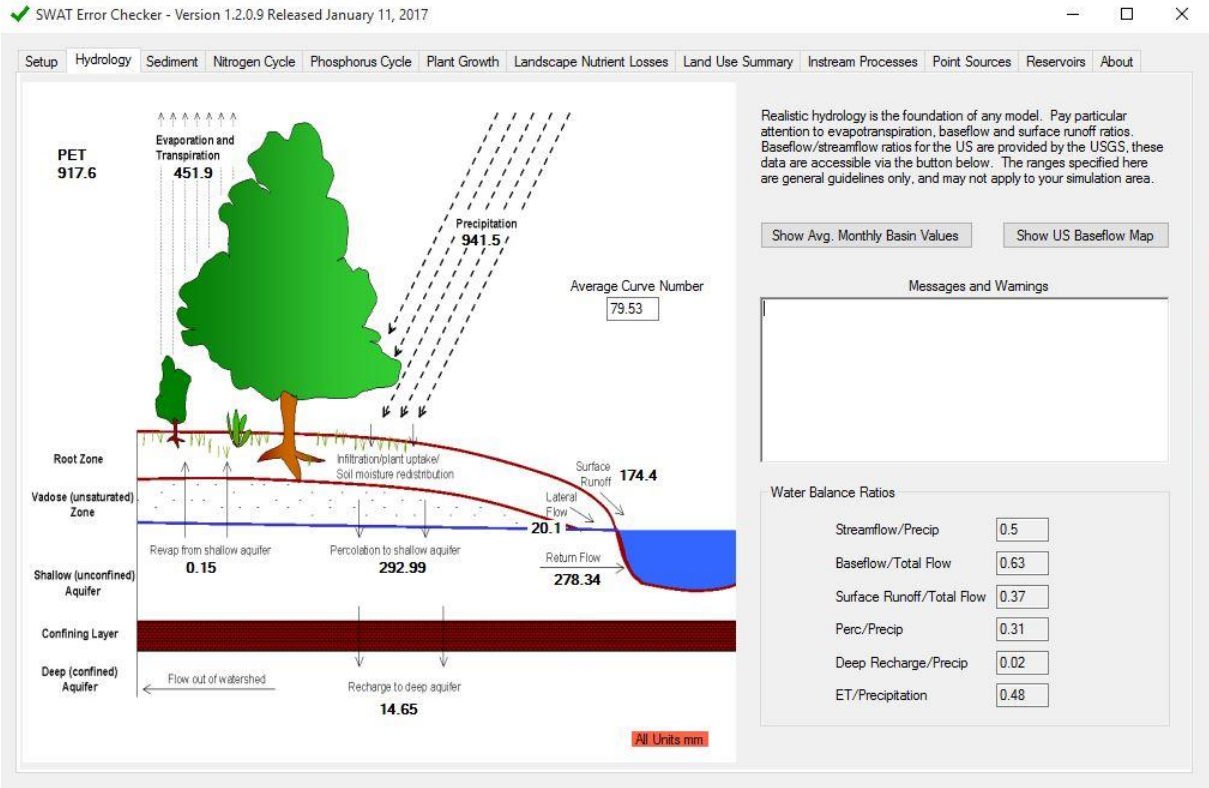 SWAT Error Checker - Version 1.2.0.9 Released January 11, 2017
Setup Hydrology Sediment Nitrogen Cycle Phosphorus Cycle Plant Growth Landscape Nutrient Losses Land Use Summary Instream Processes Point Sources Reservoirs About
PET
917.6
Evaporation and
Transpiration
451.9
Precipitation
941.5
Average Curve Number
79.53
Root Zone
Infiltration/plant uptake/
Soil moisture redistribution
Surface
Runoff
174.4
Vadose (unsaturated)
Zone
Lateral
Flow
20.1
Revap from shallow aquifer
0.15
Percolation to shallow aquifer
292.99
Return Flow
278.34
Shallow (unconfined)
Aquifer
Confining Layer
Deep (confined)
Aquifer
Flow out of watershed
Recharge to deep aquifer
14.65
All Units mm
Realistic hydrology is the foundation of any model. Pay particular
attention to evapotranspiration, baseflow and surface runoff ratios.
Baseflow/streamflow ratios for the US are provided by the USGS, these
data are accessible via the button below. The ranges specified here
are general guidelines only, and may not apply to your simulation area.
Show Avg. Monthly Basin Values
Show US Baseflow Map
Messages and Warnings
Water Balance Ratios
Streamflow/Precip 0.5
Baseflow/Total Flow 0.63
Surface Runoff/Total Flow 0.37
Perc/Precip 0.31
Deep Recharge/Precip 0.02
ET/Precipitation 0.48